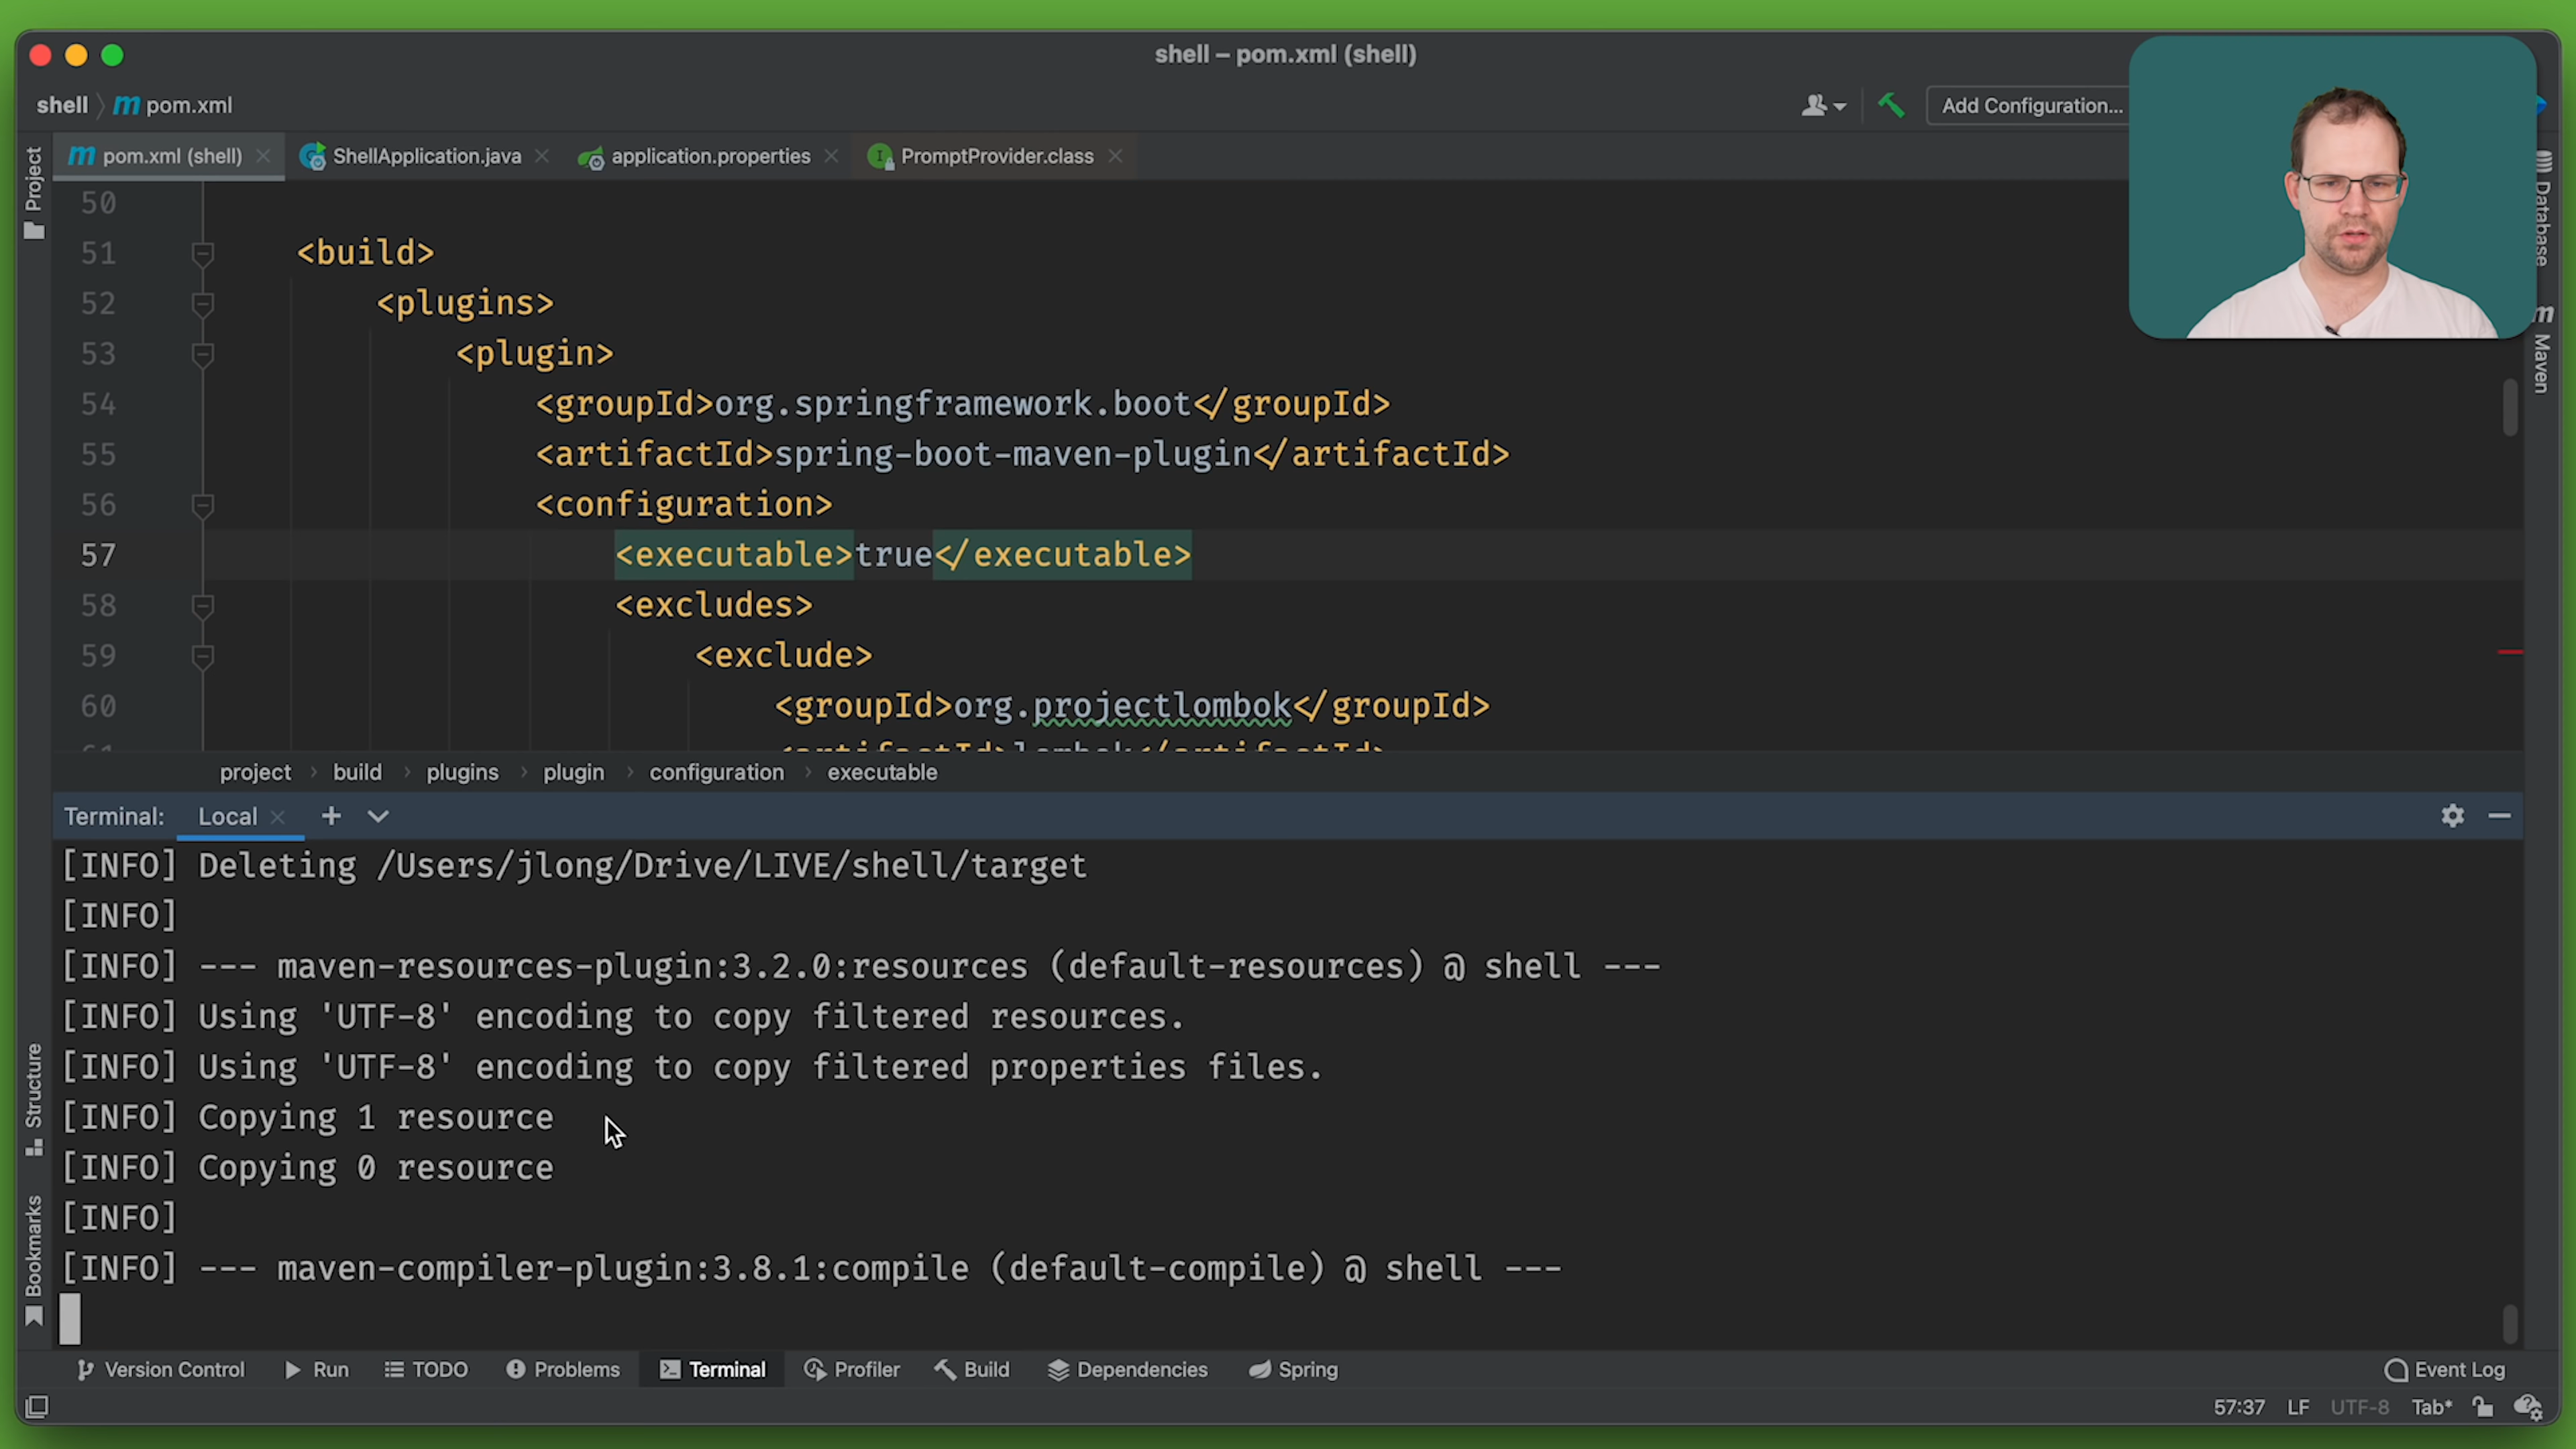 shell – pom.xml (shell)
shell 〉 m pom.xml
Add Configuration...
m pom.xml (shell) ShellApplication.java application.properties PromptProvider.class
Project
Database
Maven
50
51 <build>
52 <plugins>
53 <plugin>
54 <groupId>org.springframework.boot</groupId>
55 <artifactId>spring-boot-maven-plugin</artifactId>
56 <configuration>
57 <executable>true</executable>
58 <excludes>
59 <exclude>
60 <groupId>org.projectlombok</groupId>
61 <artifactId>lombok</artifactId>
project › build › plugins › plugin › configuration › executable
Terminal: Local
[INFO] Deleting /Users/jlong/Drive/LIVE/shell/target
[INFO]
[INFO] --- maven-resources-plugin:3.2.0:resources (default-resources) @ shell ---
[INFO] Using 'UTF-8' encoding to copy filtered resources.
[INFO] Using 'UTF-8' encoding to copy filtered properties files.
[INFO] Copying 1 resource
[INFO] Copying 0 resource
[INFO]
[INFO] --- maven-compiler-plugin:3.8.1:compile (default-compile) @ shell ---
Structure
Bookmarks
Version Control Run TODO Problems Terminal Profiler Build Dependencies Spring Event Log
57:37 LF UTF-8 Tab*